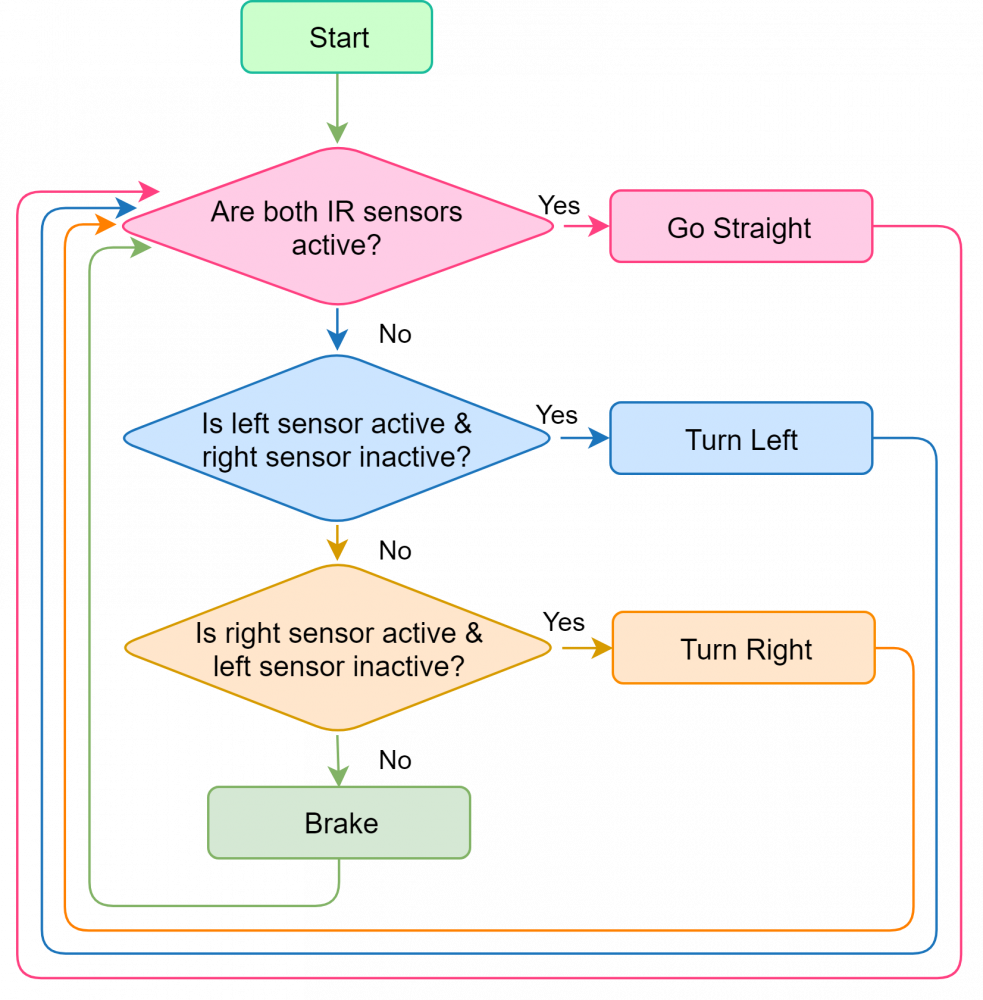 Start
Are both IR sensors
active?
Yes
Go Straight
No
Is left sensor active &
right sensor inactive?
Yes
Turn Left
No
Is right sensor active &
left sensor inactive?
Yes
Turn Right
No
Brake